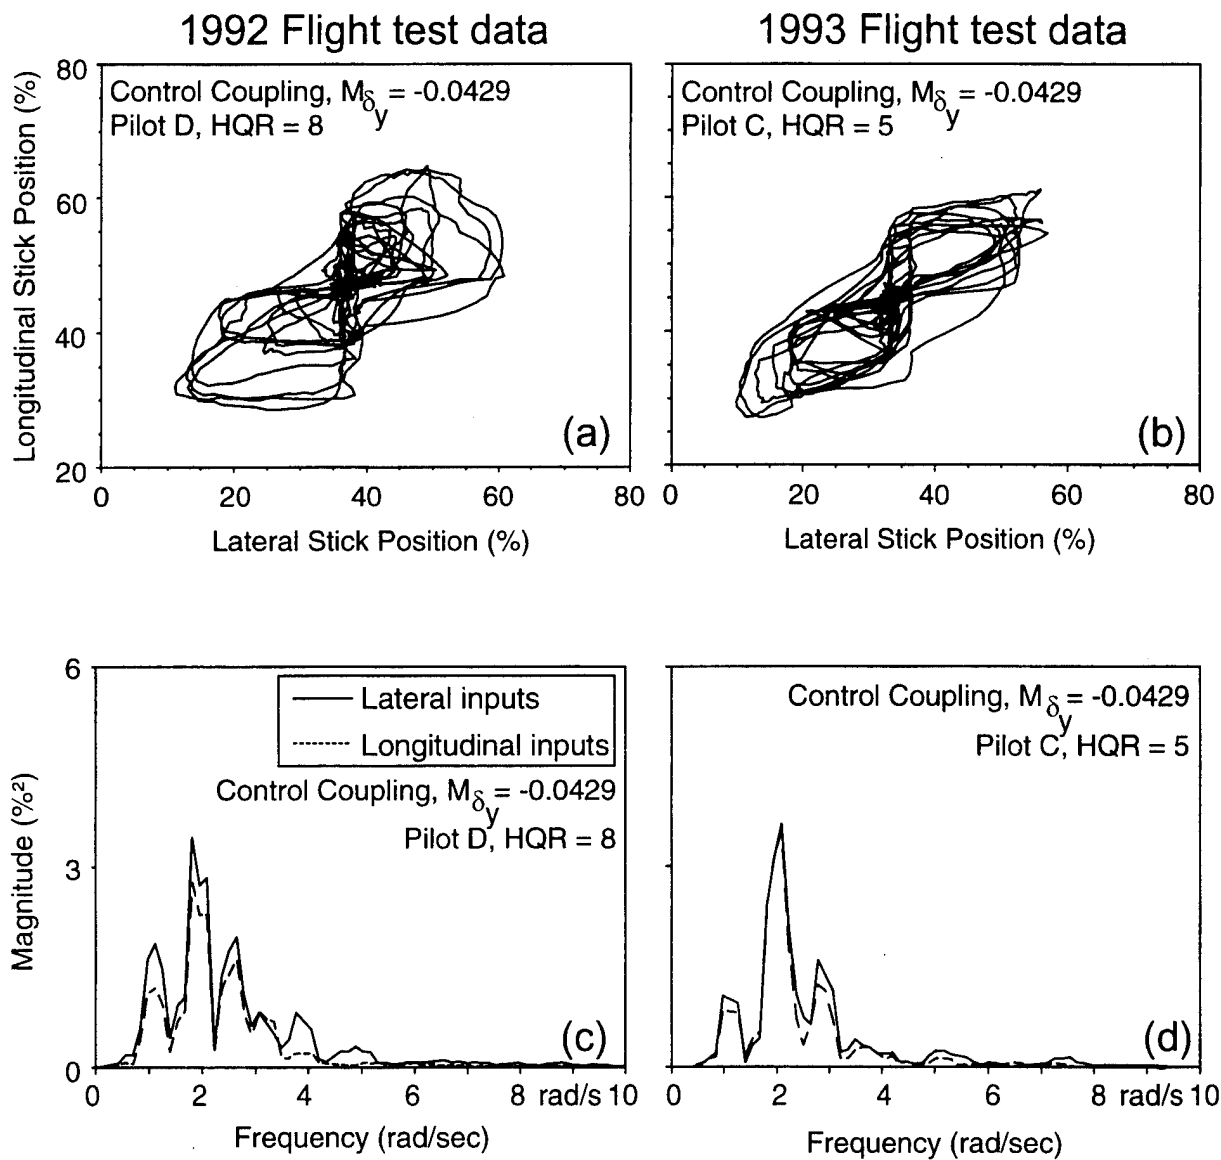 1992 Flight test data
1993 Flight test data
80
60
40
20
Longitudinal Stick Position (%)
Control Coupling, Mδy = -0.0429
Pilot D, HQR = 8
(a)
0 20 40 60 80
Lateral Stick Position (%)
Control Coupling, Mδy = -0.0429
Pilot C, HQR = 5
(b)
0 20 40 60 80
Lateral Stick Position (%)
6
3
0
Magnitude (%²)
Lateral inputs
Longitudinal inputs
Control Coupling, Mδy = -0.0429
Pilot D, HQR = 8
(c)
0 2 4 6 8 rad/s 10
Frequency (rad/sec)
Control Coupling, Mδy = -0.0429
Pilot C, HQR = 5
(d)
0 2 4 6 8 rad/s 10
Frequency (rad/sec)